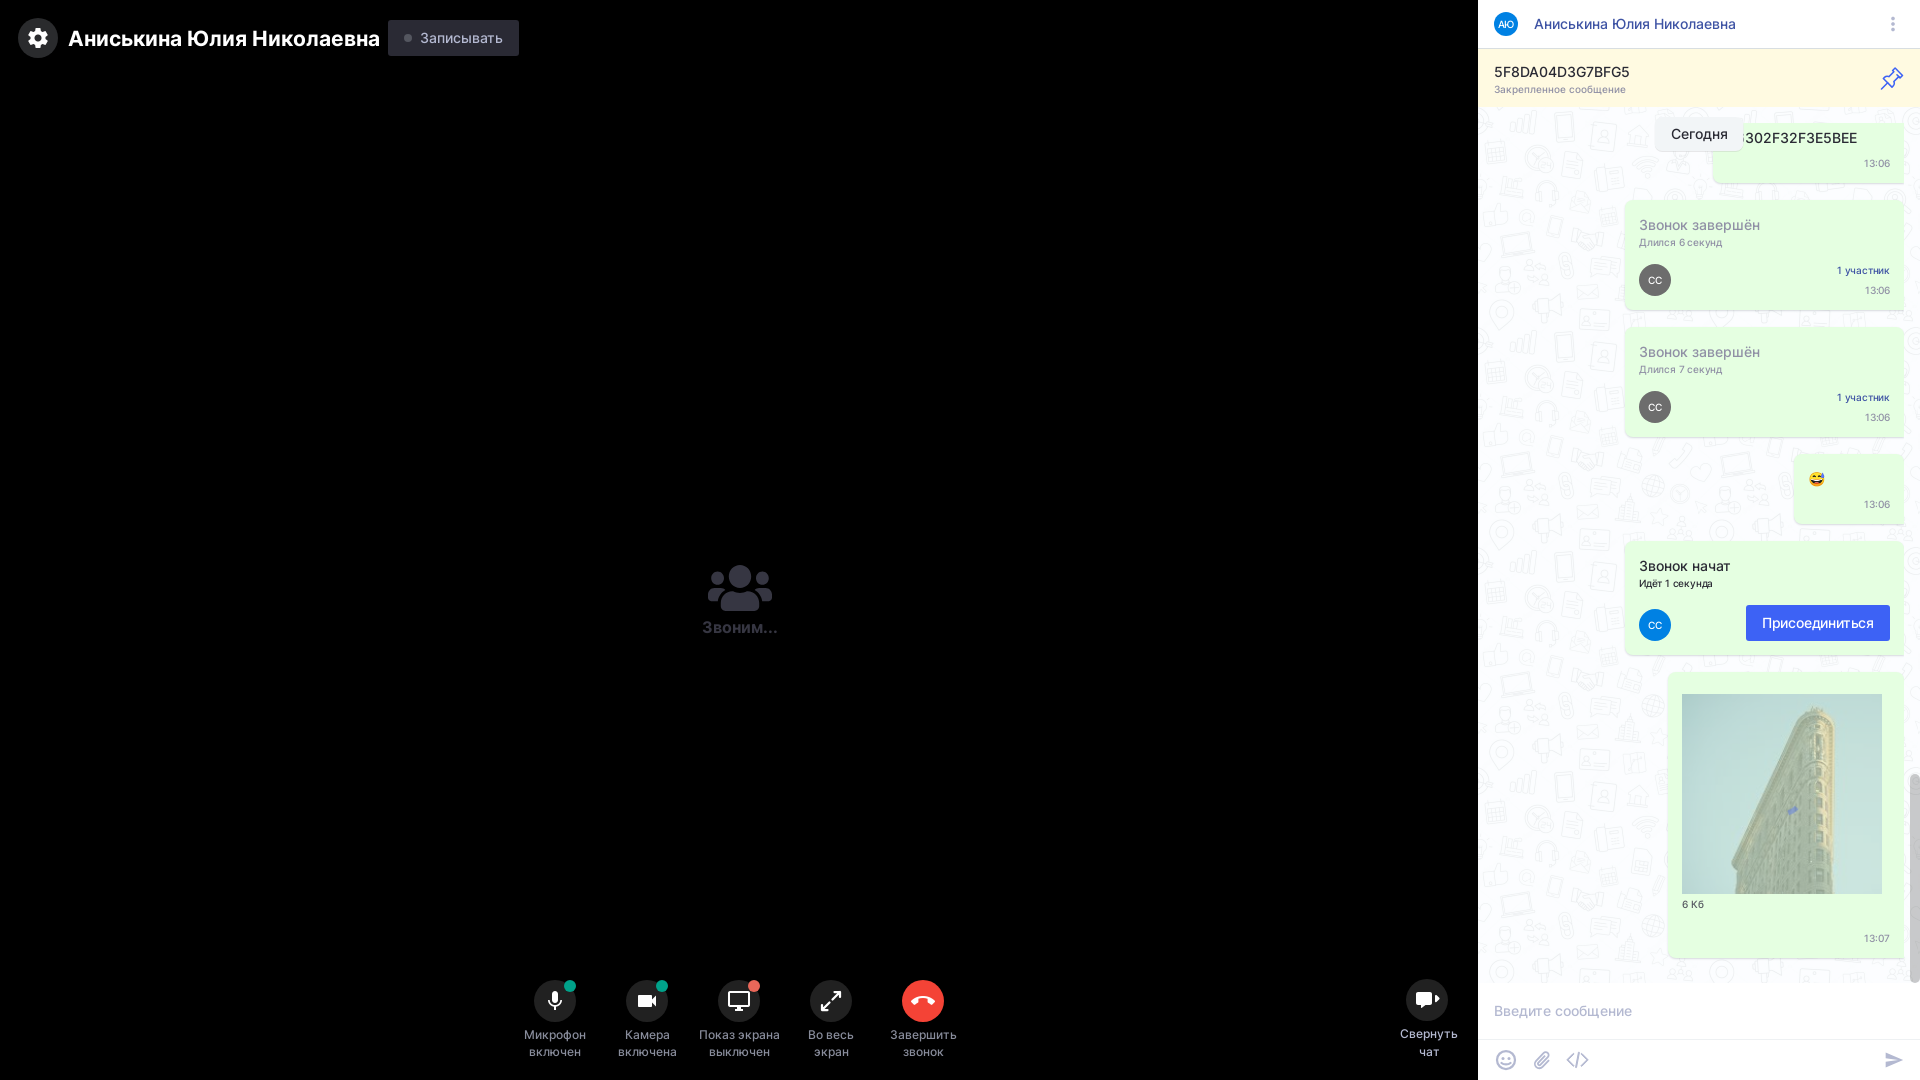 Аниськина Юлия Николаевна
Записывать
Звоним...
Микрофон
включен
Камера
включена
Показ экрана
выключен
Во весь
экран
Завершить
звонок
Свернуть
чат
АЮ
Аниськина Юлия Николаевна
5F8DA04D3G7BFG5
Закрепленное сообщение
Сегодня
302F32F3E5BEE
13:06
Звонок завершён
Длился 6 секунд
СС
1 участник
13:06
Звонок завершён
Длился 7 секунд
СС
1 участник
13:06
😅
13:06
Звонок начат
Идёт 1 секунда
СС
Присоединиться
6 Кб
13:07
Введите сообщение